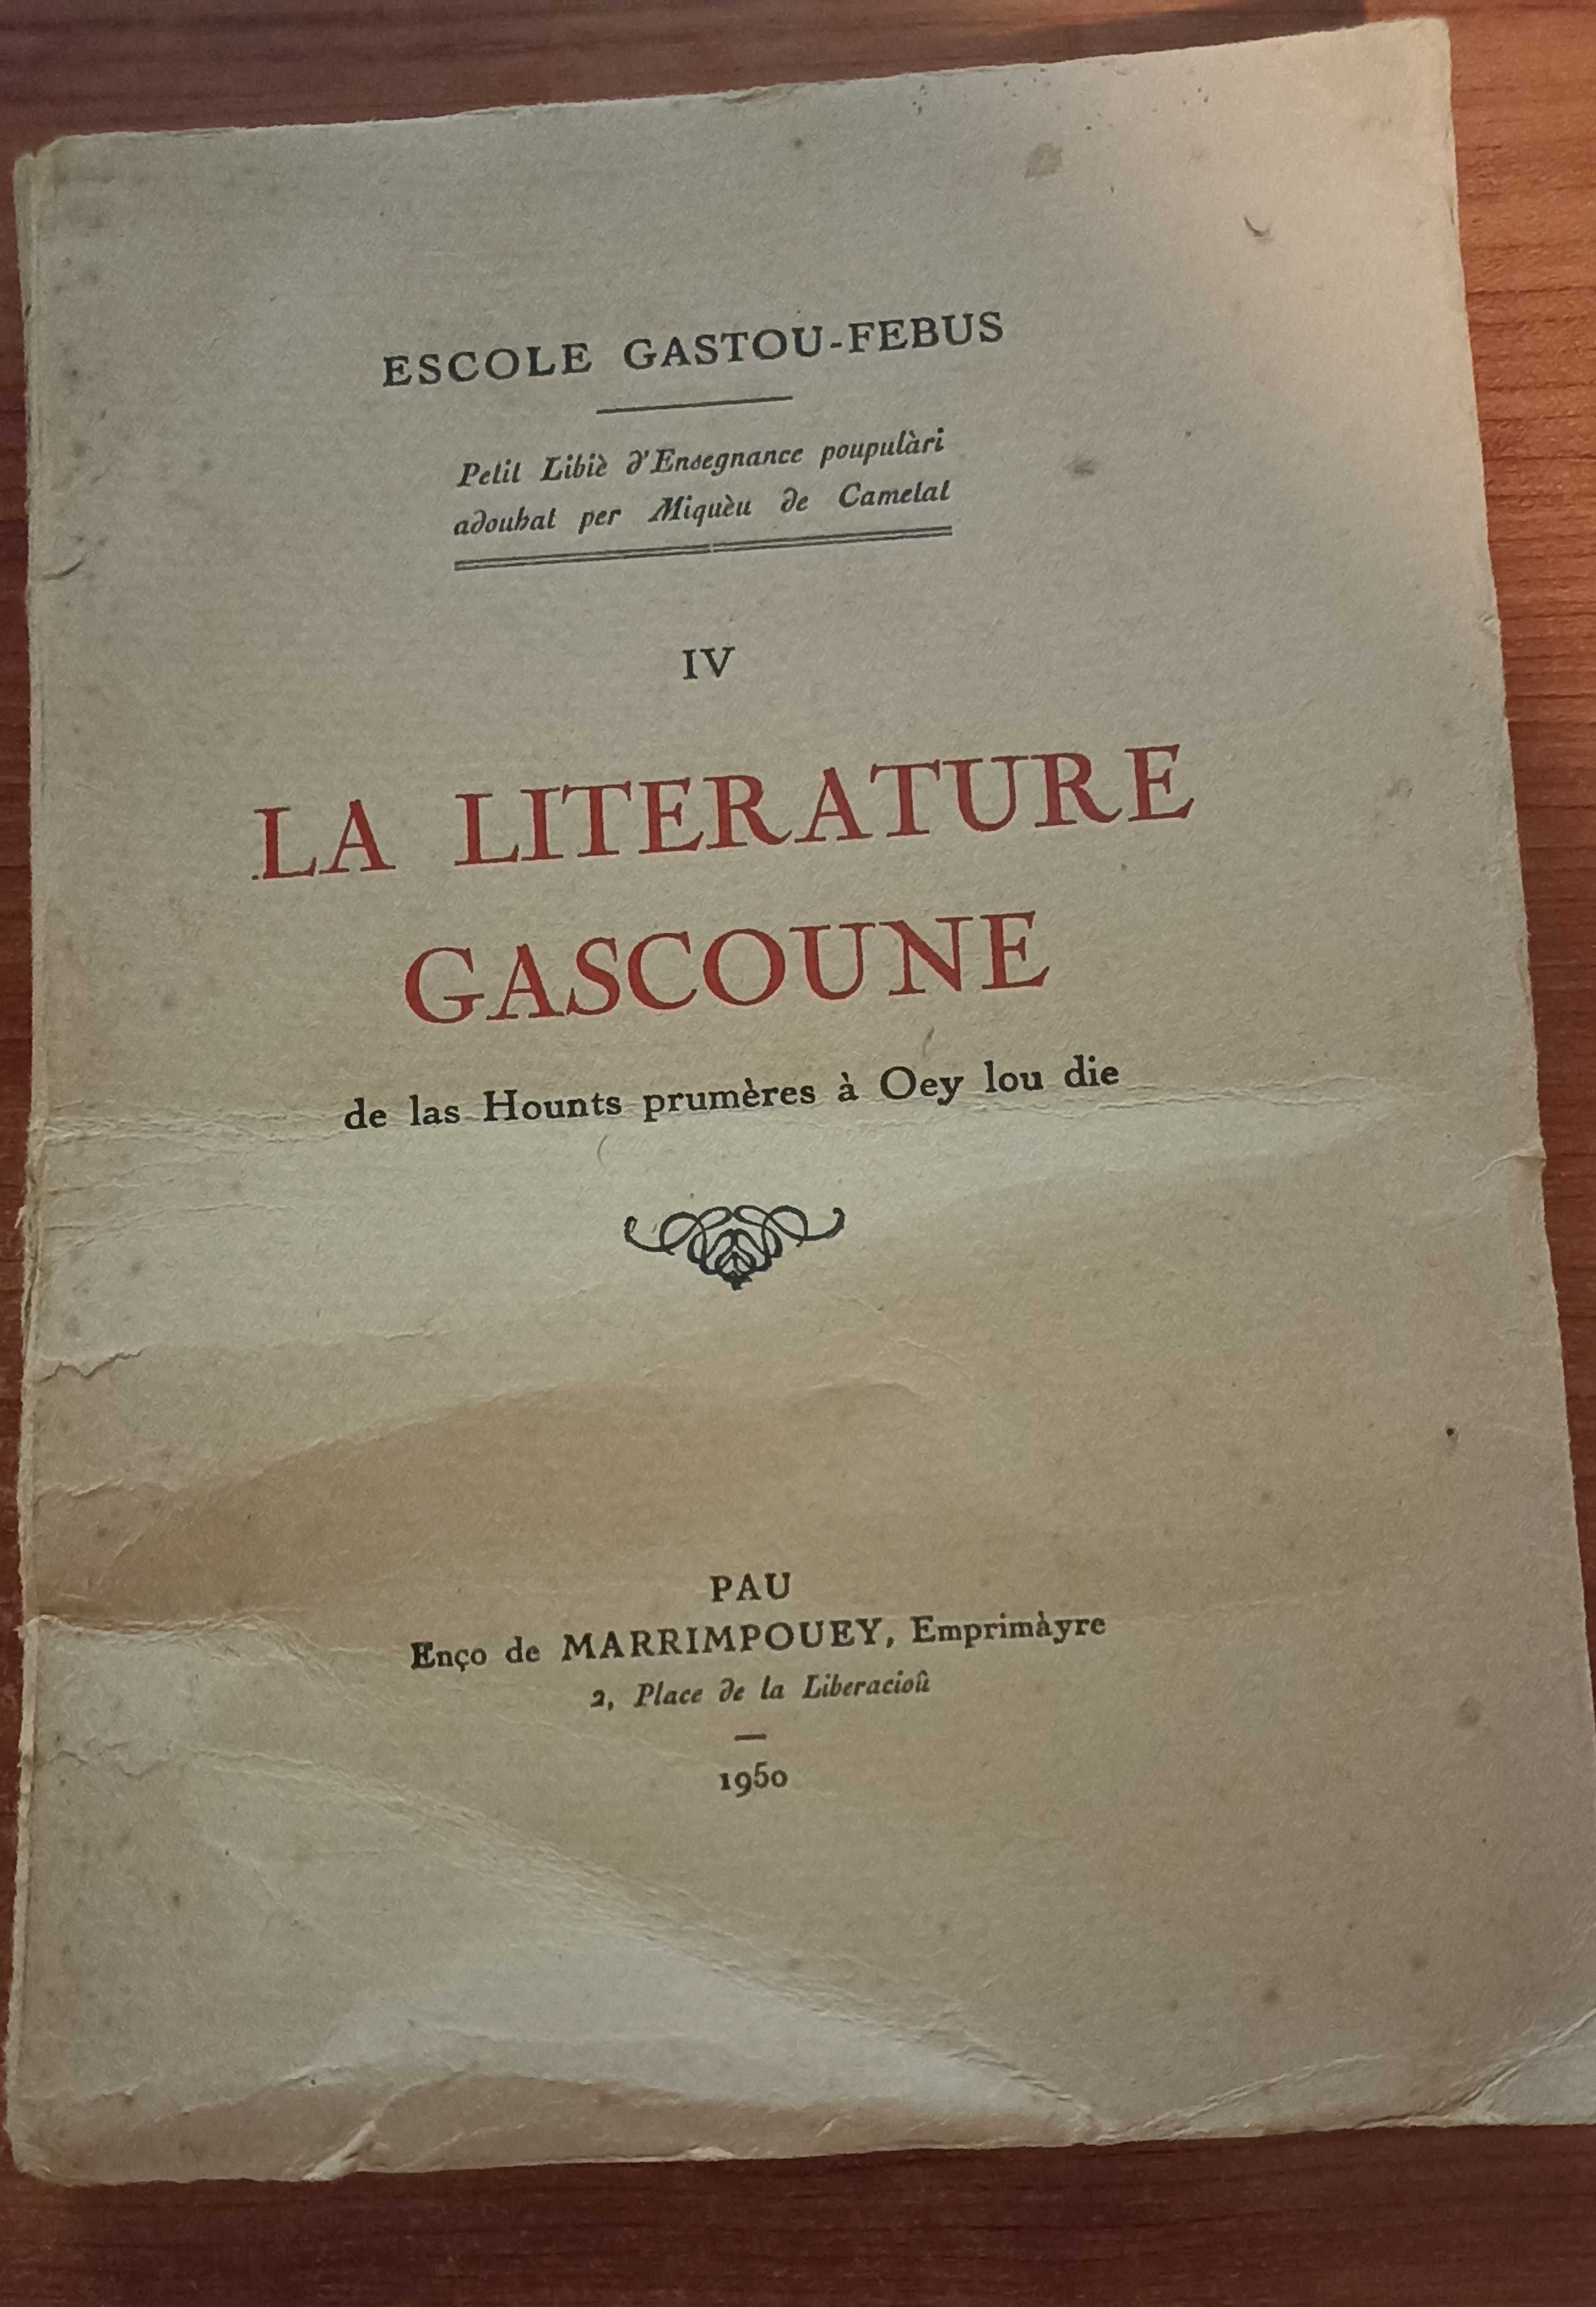 ESCOLE GASTOU-FEBUS
Petit Libiè d'Ensegnance poupulàri
adoubat per Miquèu de Camelat
IV
LA LITERATURE
GASCOUNE
de las Hounts prumères à Oey lou die
PAU
Enço de MARRIMPOUEY, Emprimàyre
2, Place de la Liberacioû
1950